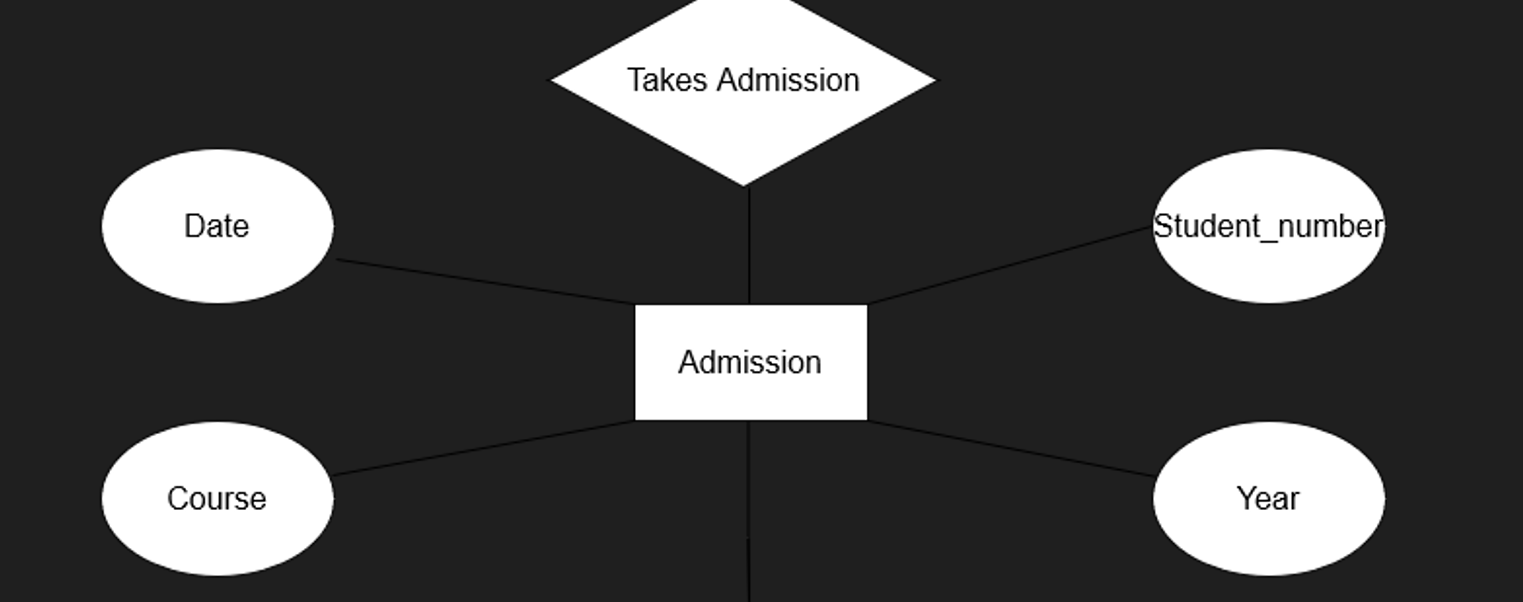 Takes Admission
Date
Student_number
Admission
Course
Year